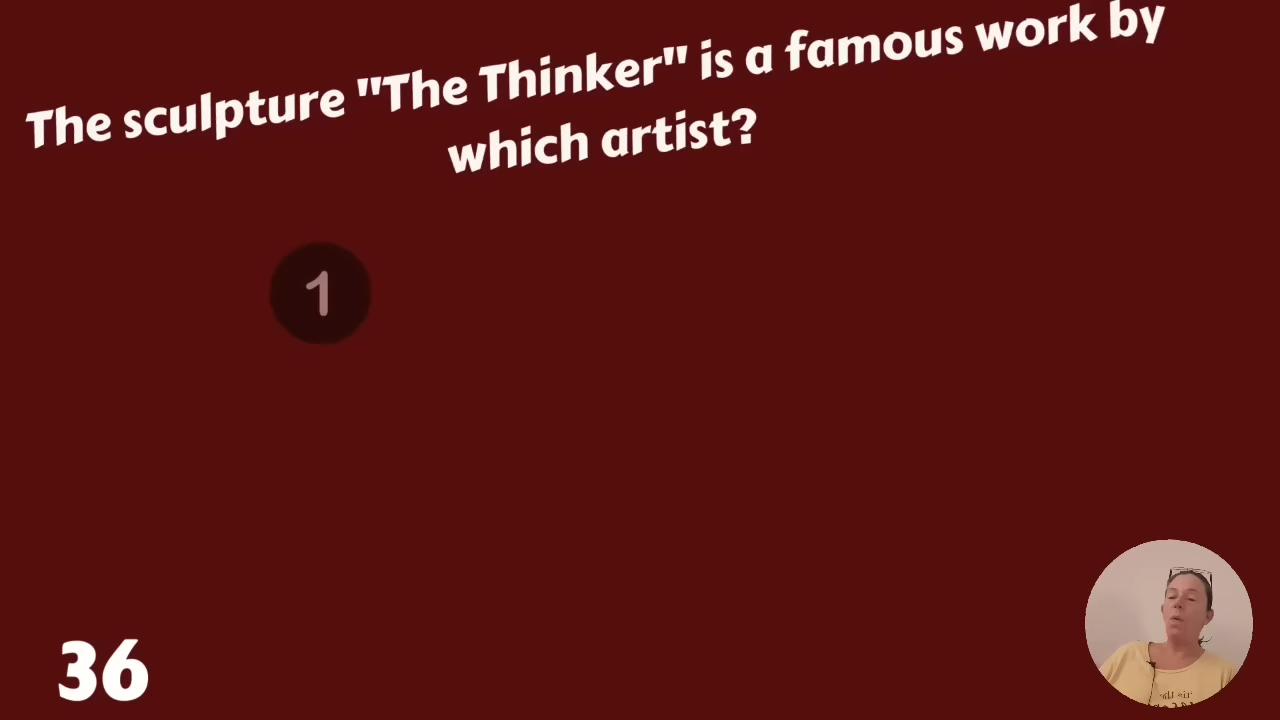 The sculpture "The Thinker" is a famous work by
which artist?
1
36